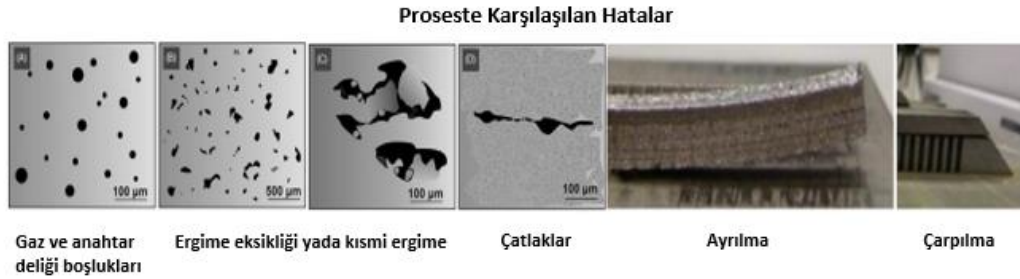 Proseste Karşılaşılan Hatalar
(A)
(B)
(C)
(D)
100 µm
500 µm
100 µm
100 µm
Gaz ve anahtar
deliği boşlukları
Ergime eksikliği yada kısmi ergime
Çatlaklar
Ayrılma
Çarpılma